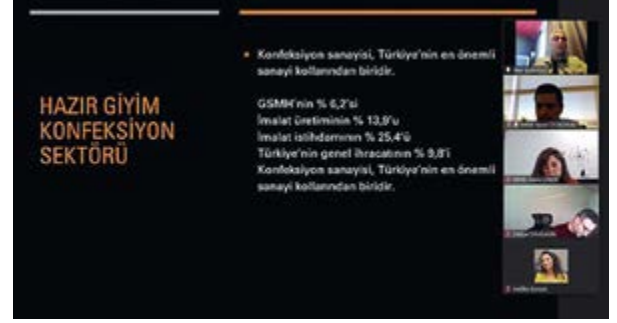 HAZIR GİYİM
KONFEKSİYON
SEKTÖRÜ
Konfeksiyon sanayisi, Türkiye'nin en önemli
sanayi kollarından biridir.
GSMH'nin % 6,2'si
İmalat üretiminin % 13,9'u
İmalat istihdamının % 25,4'ü
Türkiye'nin genel ihracatının % 9,8'i
Konfeksiyon sanayisi, Türkiye'nin en önemli
sanayi kollarından biridir.